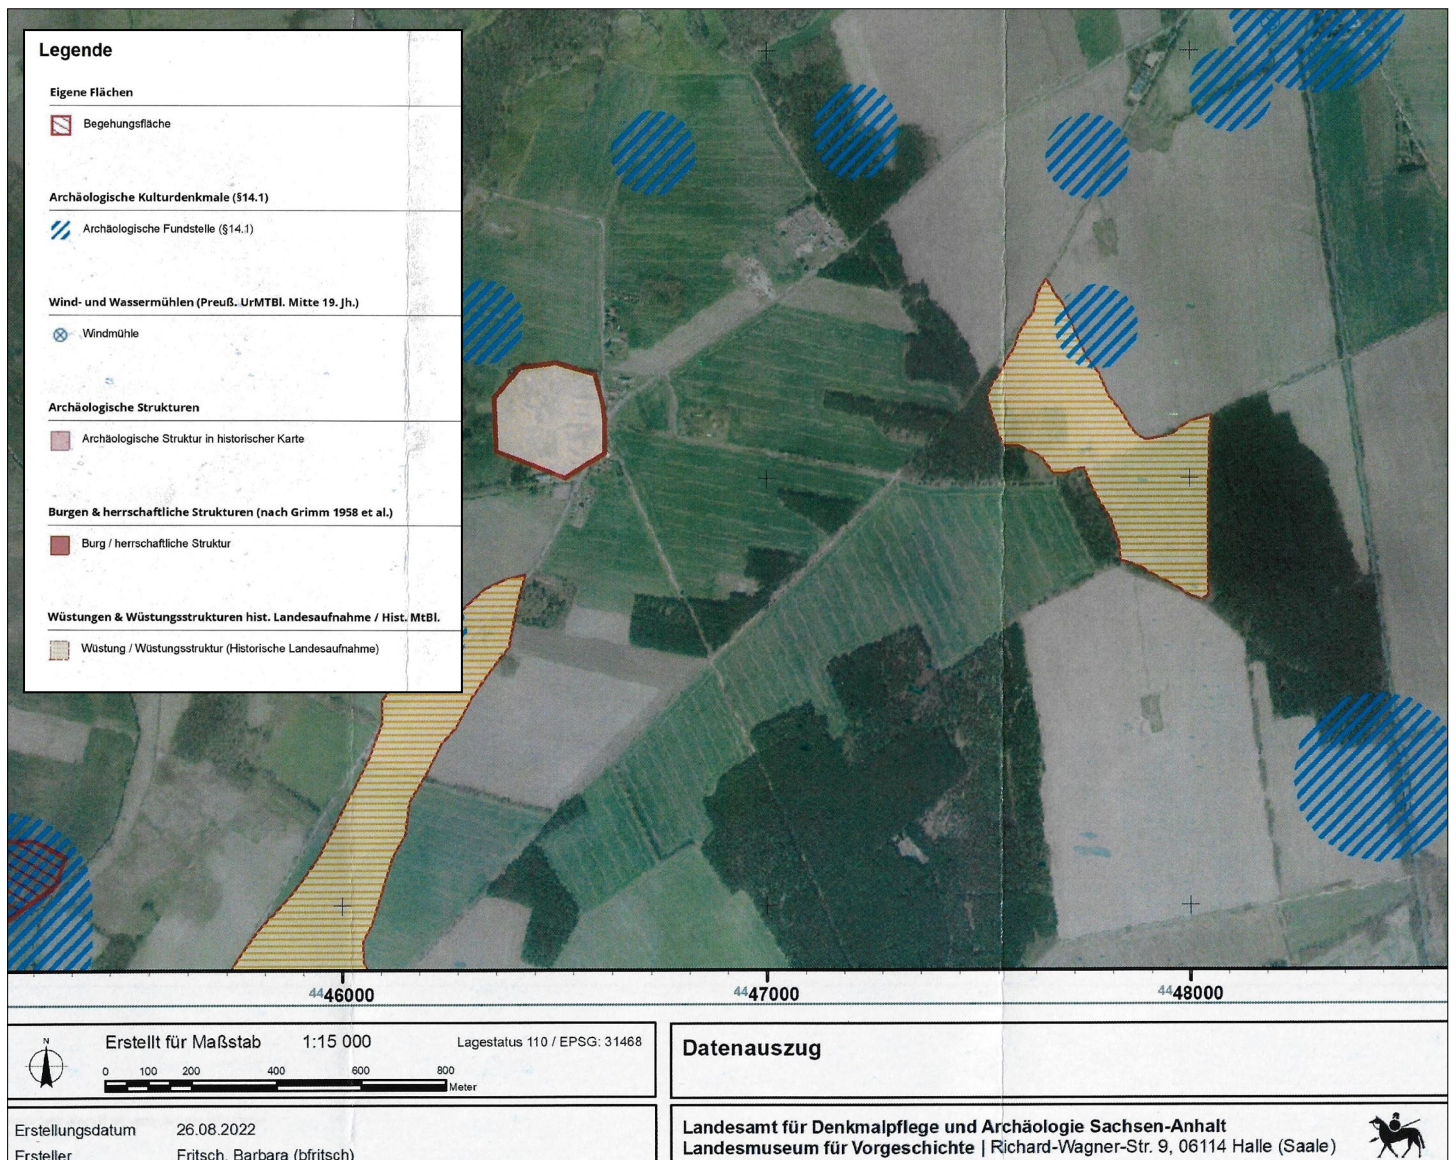 Legende
Eigene Flächen
Begehungsfläche
Archäologische Kulturdenkmale (§14.1)
Archäologische Fundstelle (§14.1)
Wind- und Wassermühlen (Preuß. UrMTBl. Mitte 19. Jh.)
Windmühle
Archäologische Strukturen
Archäologische Struktur in historischer Karte
Burgen & herrschaftliche Strukturen (nach Grimm 1958 et al.)
Burg / herrschaftliche Struktur
Wüstungen & Wüstungsstrukturen hist. Landesaufnahme / Hist. MtBl.
Wüstung / Wüstungsstruktur (Historische Landesaufnahme)
4446000 4447000 4448000
N
Erstellt für Maßstab 1:15 000 Lagestatus 110 / EPSG: 31468
0 100 200 400 600 800
Meter
Datenauszug
Erstellungsdatum 26.08.2022
Ersteller Fritsch, Barbara (bfritsch)
Landesamt für Denkmalpflege und Archäologie Sachsen-Anhalt
Landesmuseum für Vorgeschichte | Richard-Wagner-Str. 9, 06114 Halle (Saale)